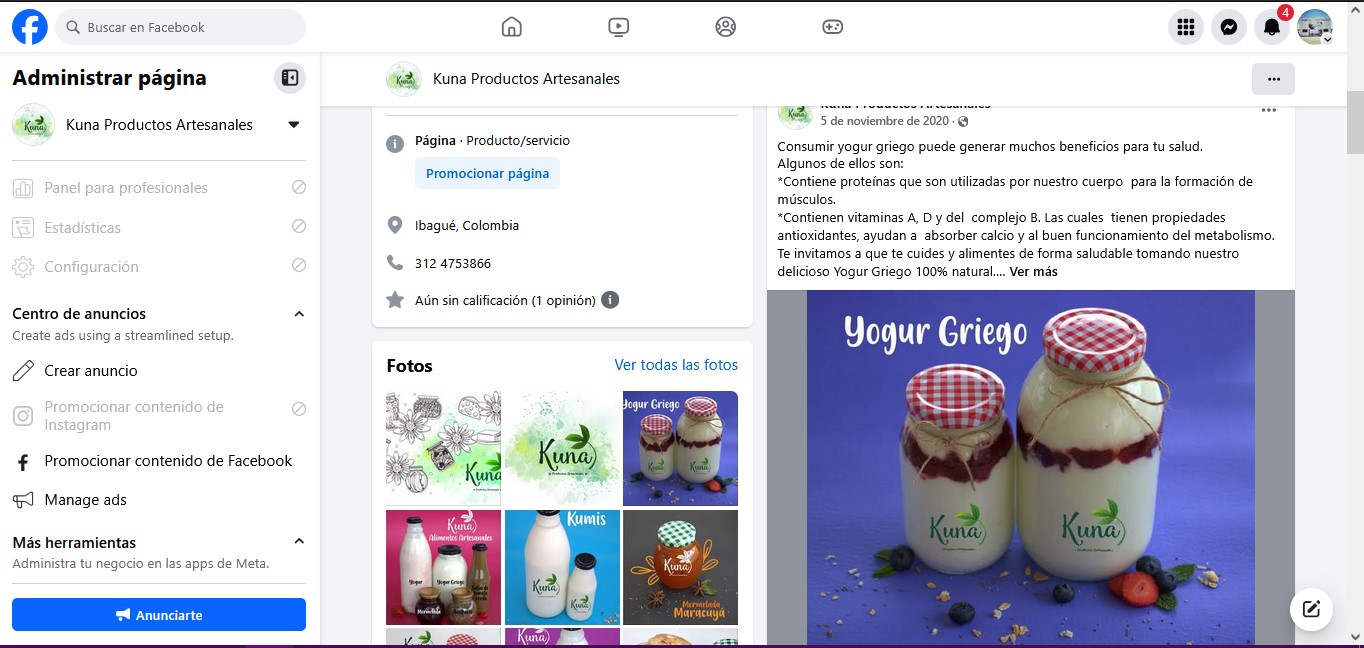 Buscar en Facebook
4
Administrar página
Kuna Productos Artesanales
Panel para profesionales
Estadísticas
Configuración
Centro de anuncios
Create ads using a streamlined setup.
Crear anuncio
Promocionar contenido de
Instagram
Promocionar contenido de Facebook
Manage ads
Más herramientas
Administra tu negocio en las apps de Meta.
Anunciarte
Kuna Productos Artesanales
Página · Producto/servicio
Promocionar página
Ibagué, Colombia
312 4753866
Aún sin calificación (1 opinión)
Fotos
Ver todas las fotos
Kuna
Kuna
Yogur Griego
Kuna
Kuna
Kuna
Alimentos Artesanales
Yogur
Yogur Griego
Mermelada
Kumis
Kuna
Kuna
Kuna
Mermelada
Maracuyá
Kuna
Kuna Productos Artesanales
5 de noviembre de 2020 ·
Consumir yogur griego puede generar muchos beneficios para tu salud.
Algunos de ellos son:
*Contiene proteínas que son utilizadas por nuestro cuerpo para la formación de
músculos.
*Contienen vitaminas A, D y del complejo B. Las cuales tienen propiedades
antioxidantes, ayudan a absorber calcio y al buen funcionamiento del metabolismo.
Te invitamos a que te cuides y alimentes de forma saludable tomando nuestro
delicioso Yogur Griego 100% natural.... Ver más
Yogur Griego
Kuna
Kuna